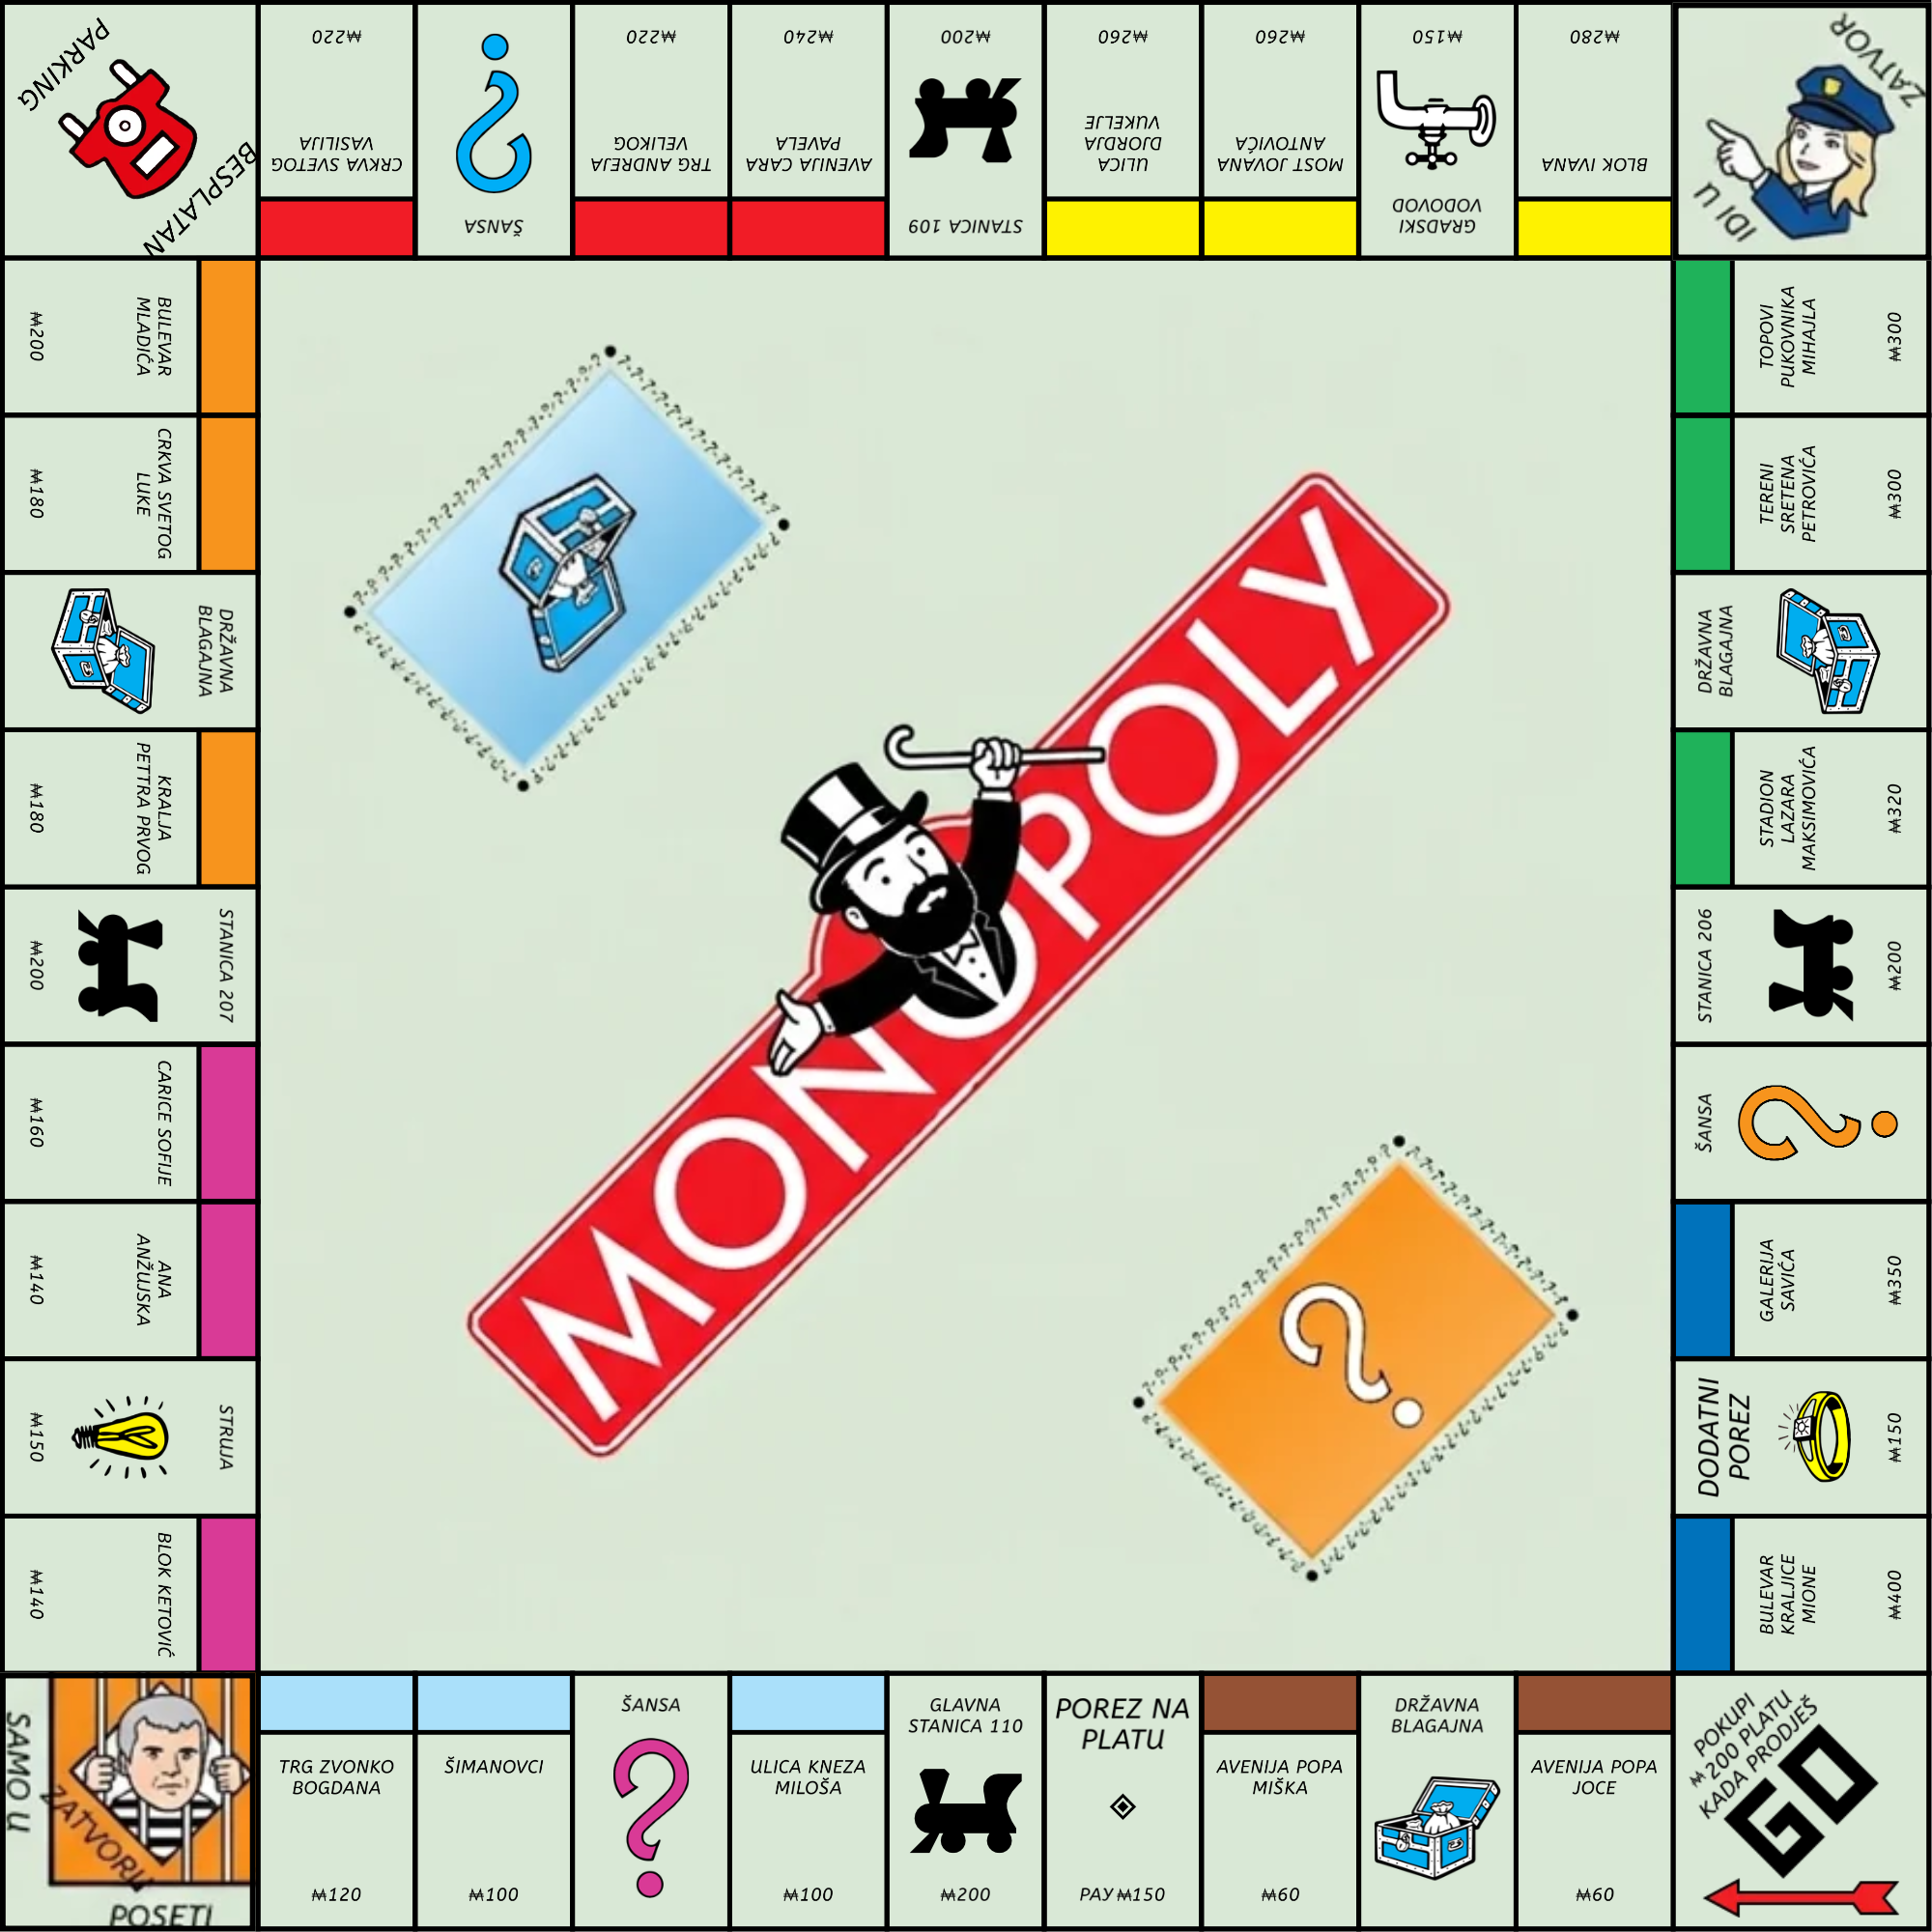 PARKING
BESPLATAN
₩220
CRKVA SVETOG
VASILIJA
ŠANSA
₩220
TRG ANDREJA
VELIKOG
₩240
AVENIJA CARA
PAVELA
₩200
STANICA 109
₩260
ULICA
DJORDJA
VUKELJE
₩260
MOST JOVANA
ANTOVIĆA
₩150
GRADSKI
VODOVOD
₩280
BLOK IVANA
IDI U
ZATVOR
BULEVAR
MLADIĆA
₩200
CRKVA SVETOG
LUKE
₩180
DRŽAVNA
BLAGAJNA
KRALJA
PETTRA PRVOG
₩180
STANICA 207
₩200
CARICE SOFIJE
₩160
ANA
ANŽUJSKA
₩140
STRUJA
₩150
BLOK KETOVIĆ
₩140
MONOPOLY
?
TOPOVI
PUKOVNIKA
MIHAJLA
₩300
TERENI
SRETENA
PETROVIĆA
₩300
DRŽAVNA
BLAGAJNA
STADION
LAZARA
MAKSIMOVIĆA
₩320
STANICA 206
₩200
ŠANSA
GALERIJA
SAVIĆA
₩350
DODATNI
POREZ
₩150
BULEVAR
KRALJICE
MIONE
₩400
SAMO U
ZATVORU
POSETI
TRG ZVONKO
BOGDANA
₩120
ŠIMANOVCI
₩100
ŠANSA
ULICA KNEZA
MILOŠA
₩100
GLAVNA
STANICA 110
₩200
POREZ NA
PLATU
PAY ₩150
AVENIJA POPA
MIŠKA
₩60
DRŽAVNA
BLAGAJNA
AVENIJA POPA
JOCE
₩60
POKUPI
₩ 200 PLATU
KADA PRODJEŠ
GO